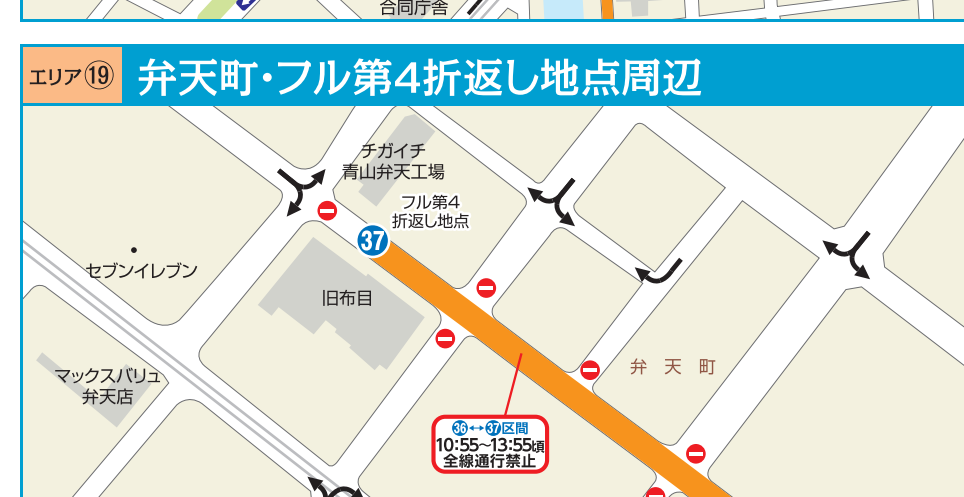 合同庁舎
エリア⑲ 弁天町・フル第4折返し地点周辺
チガイチ
青山弁天工場
フル第4
折返し地点
37
セブンイレブン
旧布目
マックスバリュ
弁天店
弁天町
36↔37区間
10:55~13:55頃
全線通行禁止